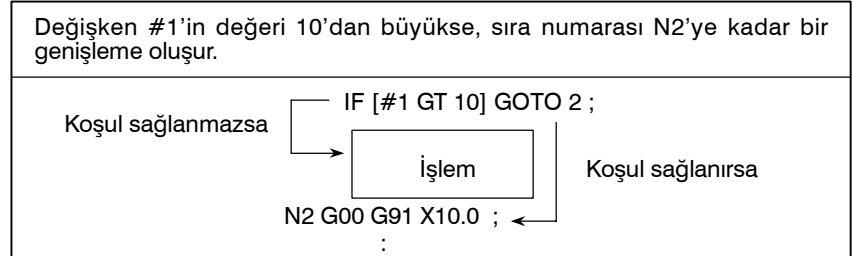 Değişken #1'in değeri 10'dan büyükse, sıra numarası N2'ye kadar bir
genişleme oluşur.
IF [#1 GT 10] GOTO 2 ;
Koşul sağlanmazsa
İşlem
Koşul sağlanırsa
N2 G00 G91 X10.0 ;
: